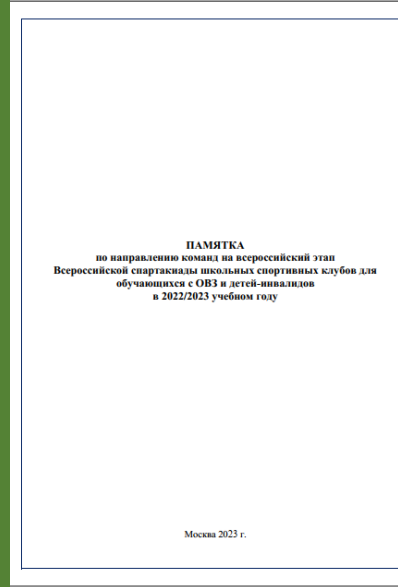 ПАМЯТКА
по направлению команд на всероссийский этап
Всероссийской спартакиады школьных спортивных клубов для
обучающихся с ОВЗ и детей-инвалидов
в 2022/2023 учебном году
Москва 2023 г.